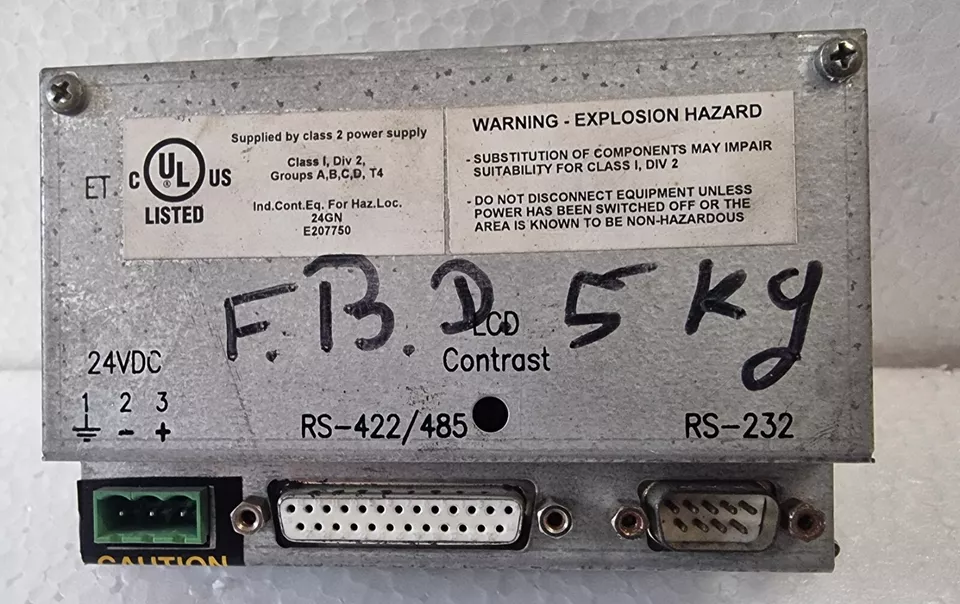 Supplied by class 2 power supply
Class I, Div 2,
Groups A,B,C,D, T4
Ind.Cont.Eq. For Haz.Loc.
24GN
E207750
ET
C UL ® US
LISTED
WARNING - EXPLOSION HAZARD
- SUBSTITUTION OF COMPONENTS MAY IMPAIR
SUITABILITY FOR CLASS I, DIV 2
- DO NOT DISCONNECT EQUIPMENT UNLESS
POWER HAS BEEN SWITCHED OFF OR THE
AREA IS KNOWN TO BE NON-HAZARDOUS
F.B.D. 5 kg
LCD
Contrast
24VDC
1 2 3
- +
RS-422/485
RS-232
CAUTION